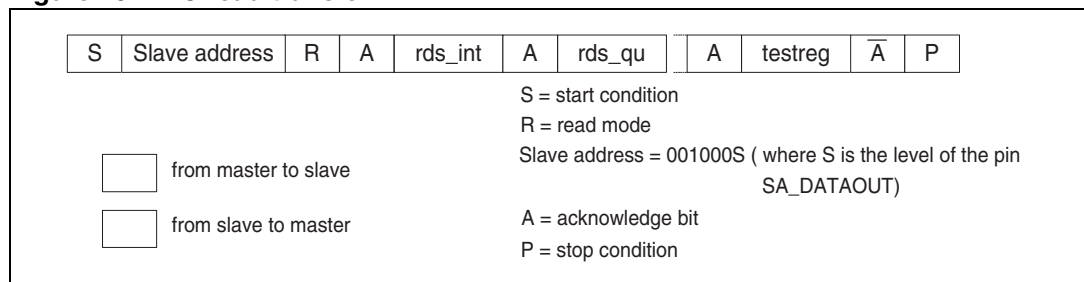 S Slave address R A rds_int A rds_qu A testreg A̅ P
S = start condition
R = read mode
Slave address = 001000S ( where S is the level of the pin
SA_DATAOUT)
from master to slave
from slave to master
A = acknowledge bit
P = stop condition